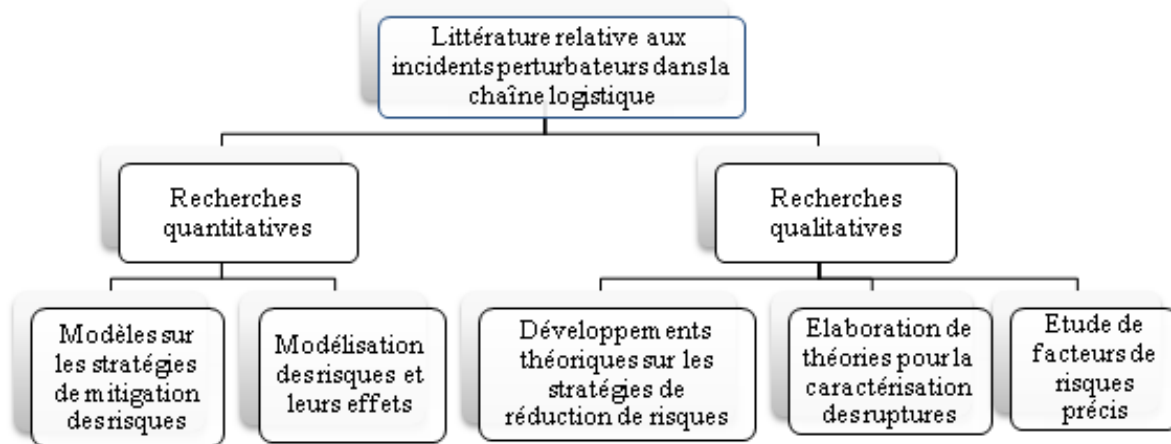 Littérature relative aux
incidents perturbateurs dans la
chaîne logistique
Recherches
quantitatives
Recherches
qualitatives
Modèles sur
les stratégies
de mitigation
des risques
Modélisation
des risques et
leurs effets
Développements
théoriques sur les
stratégies de
réduction de risques
Elaboration de
théories pour la
caractérisation
des ruptures
Etude de
facteurs de
risques
précis